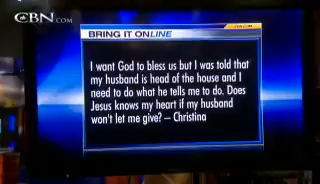 CBN.COM
BRING IT ONLINE
I want God to bless us but I was told that
my husband is head of the house and I
need to do what he tells me to do. Does
Jesus knows my heart if my husband
won't let me give? – Christina